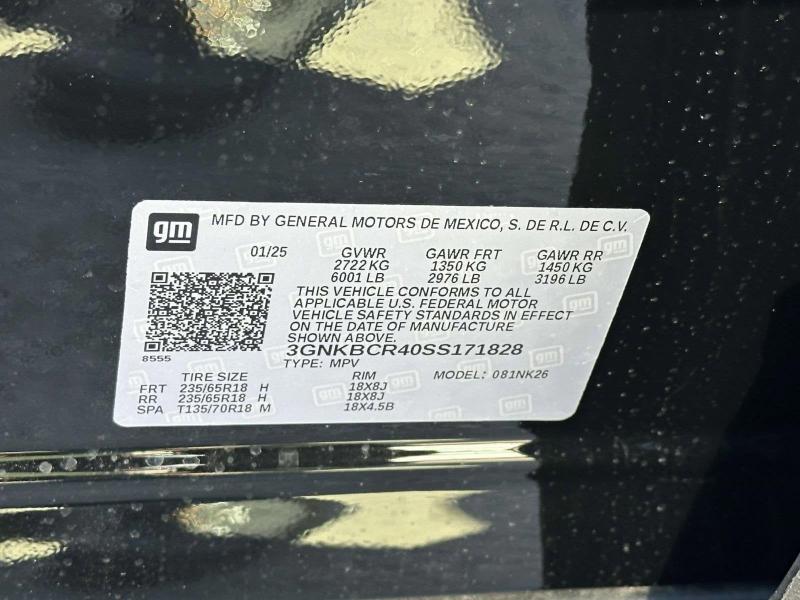 gm MFD BY GENERAL MOTORS DE MEXICO, S. DE R.L. DE C.V.
01/25 GVWR GAWR FRT GAWR RR
2722 KG 1350 KG 1450 KG
6001 LB 2976 LB 3196 LB
THIS VEHICLE CONFORMS TO ALL
APPLICABLE U.S. FEDERAL MOTOR
VEHICLE SAFETY STANDARDS IN EFFECT
ON THE DATE OF MANUFACTURE
SHOWN ABOVE.
8555 3GNKBCR40SS171828
TYPE: MPV MODEL: 081NK26
TIRE SIZE RIM
FRT 235/65R18 H 18X8J
RR 235/65R18 H 18X8J
SPA T135/70R18 M 18X4.5B